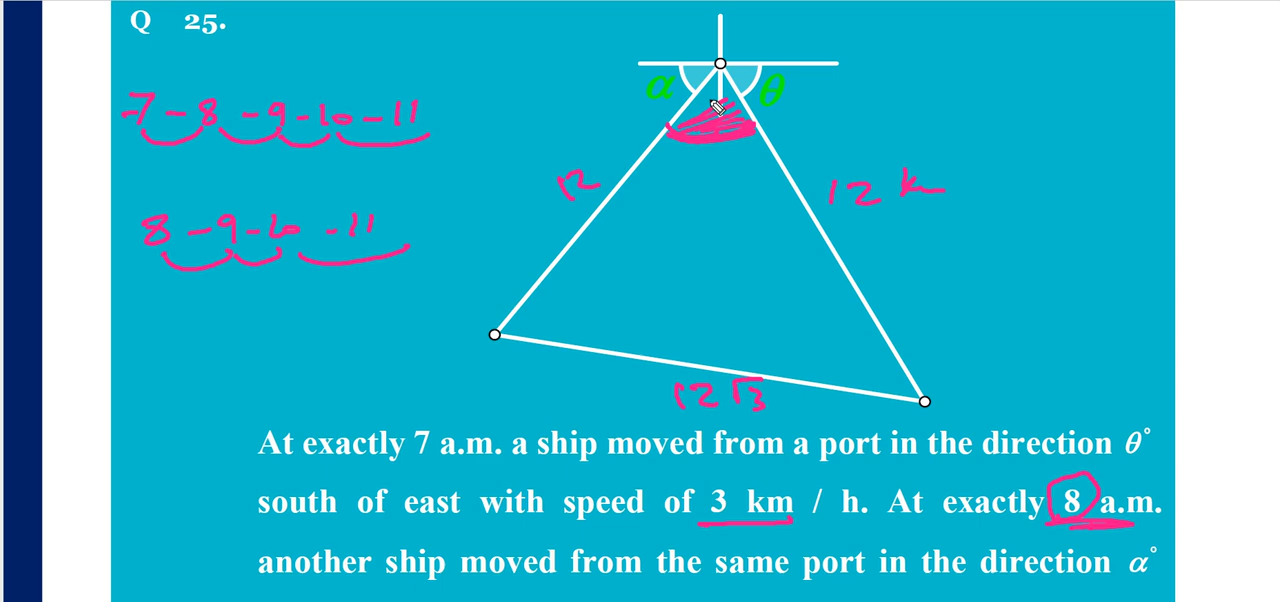 Q 25.
α θ
-7 - 8 - 9 - 10 - 11
12
12 km
8 - 9 - 10 - 11
12 √3
At exactly 7 a.m. a ship moved from a port in the direction θ°
south of east with speed of 3 km / h. At exactly 8 a.m.
another ship moved from the same port in the direction α°